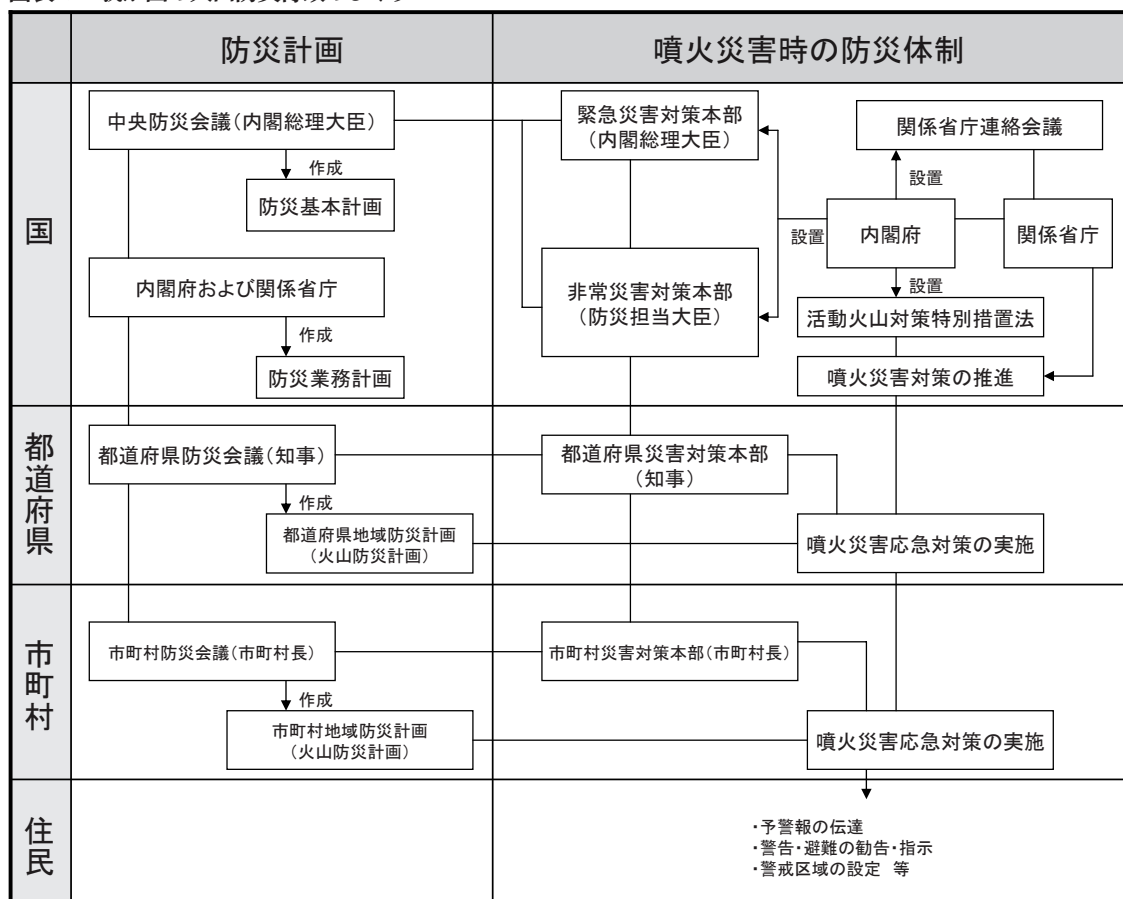 防災計画
噴火災害時の防災体制
国
中央防災会議(内閣総理大臣)
作成
防災基本計画
内閣府および関係省庁
作成
防災業務計画
緊急災害対策本部
(内閣総理大臣)
非常災害対策本部
(防災担当大臣)
設置
関係省庁連絡会議
設置
内閣府
関係省庁
設置
活動火山対策特別措置法
噴火災害対策の推進
都道府県
都道府県防災会議(知事)
作成
都道府県地域防災計画
(火山防災計画)
都道府県災害対策本部
(知事)
噴火災害応急対策の実施
市町村
市町村防災会議(市町村長)
作成
市町村地域防災計画
(火山防災計画)
市町村災害対策本部(市町村長)
噴火災害応急対策の実施
住民
・予警報の伝達
・警告・避難の勧告・指示
・警戒区域の設定 等